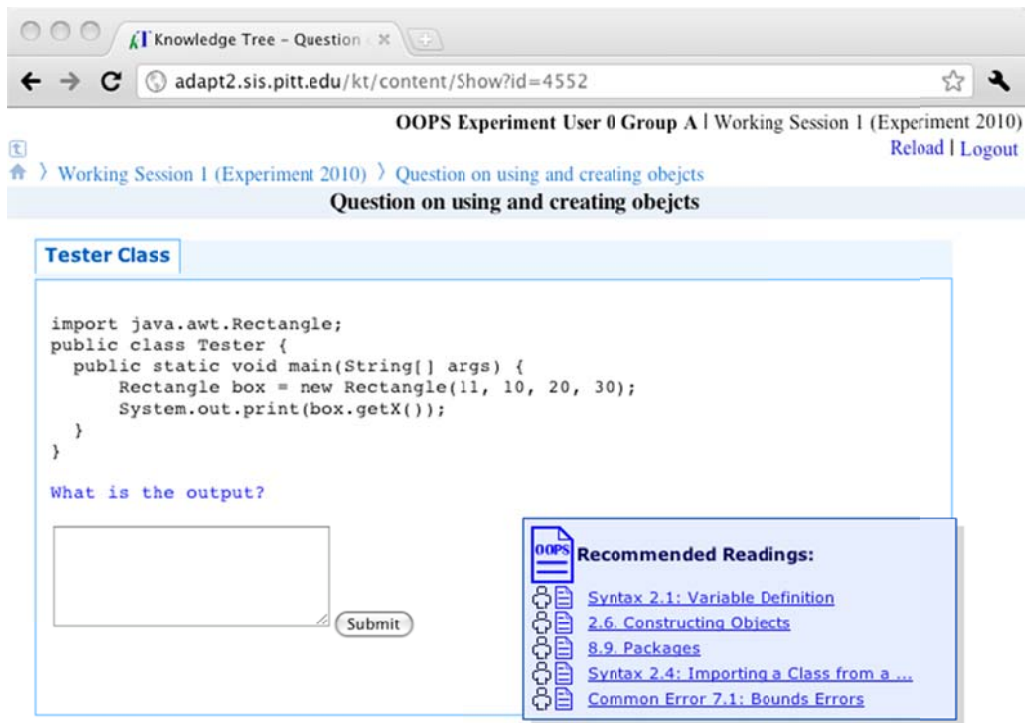 Knowledge Tree – Question
adapt2.sis.pitt.edu/kt/content/Show?id=4552
OOPS Experiment User 0 Group A | Working Session 1 (Experiment 2010)
Reload | Logout
Working Session 1 (Experiment 2010) 〉 Question on using and creating obejcts
Question on using and creating obejcts
Tester Class
import java.awt.Rectangle;
public class Tester {
public static void main(String[] args) {
Rectangle box = new Rectangle(11, 10, 20, 30);
System.out.print(box.getX());
}
}
What is the output?
Submit
OOPS
Recommended Readings:
Syntax 2.1: Variable Definition
2.6. Constructing Objects
8.9. Packages
Syntax 2.4: Importing a Class from a ...
Common Error 7.1: Bounds Errors